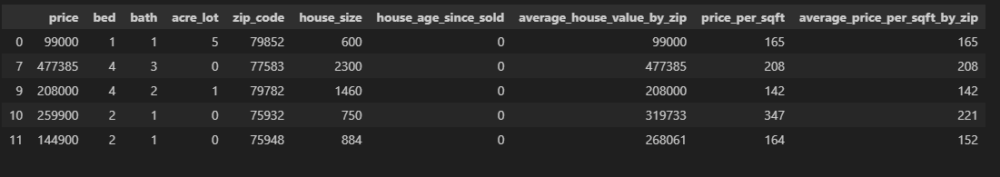 price bed bath acre_lot zip_code house_size house_age_since_sold average_house_value_by_zip price_per_sqft average_price_per_sqft_by_zip
0 99000 1 1 5 79852 600 0 99000 165 165
7 477385 4 3 0 77583 2300 0 477385 208 208
9 208000 4 2 1 79782 1460 0 208000 142 142
10 259900 2 1 0 75932 750 0 319733 347 221
11 144900 2 1 0 75948 884 0 268061 164 152